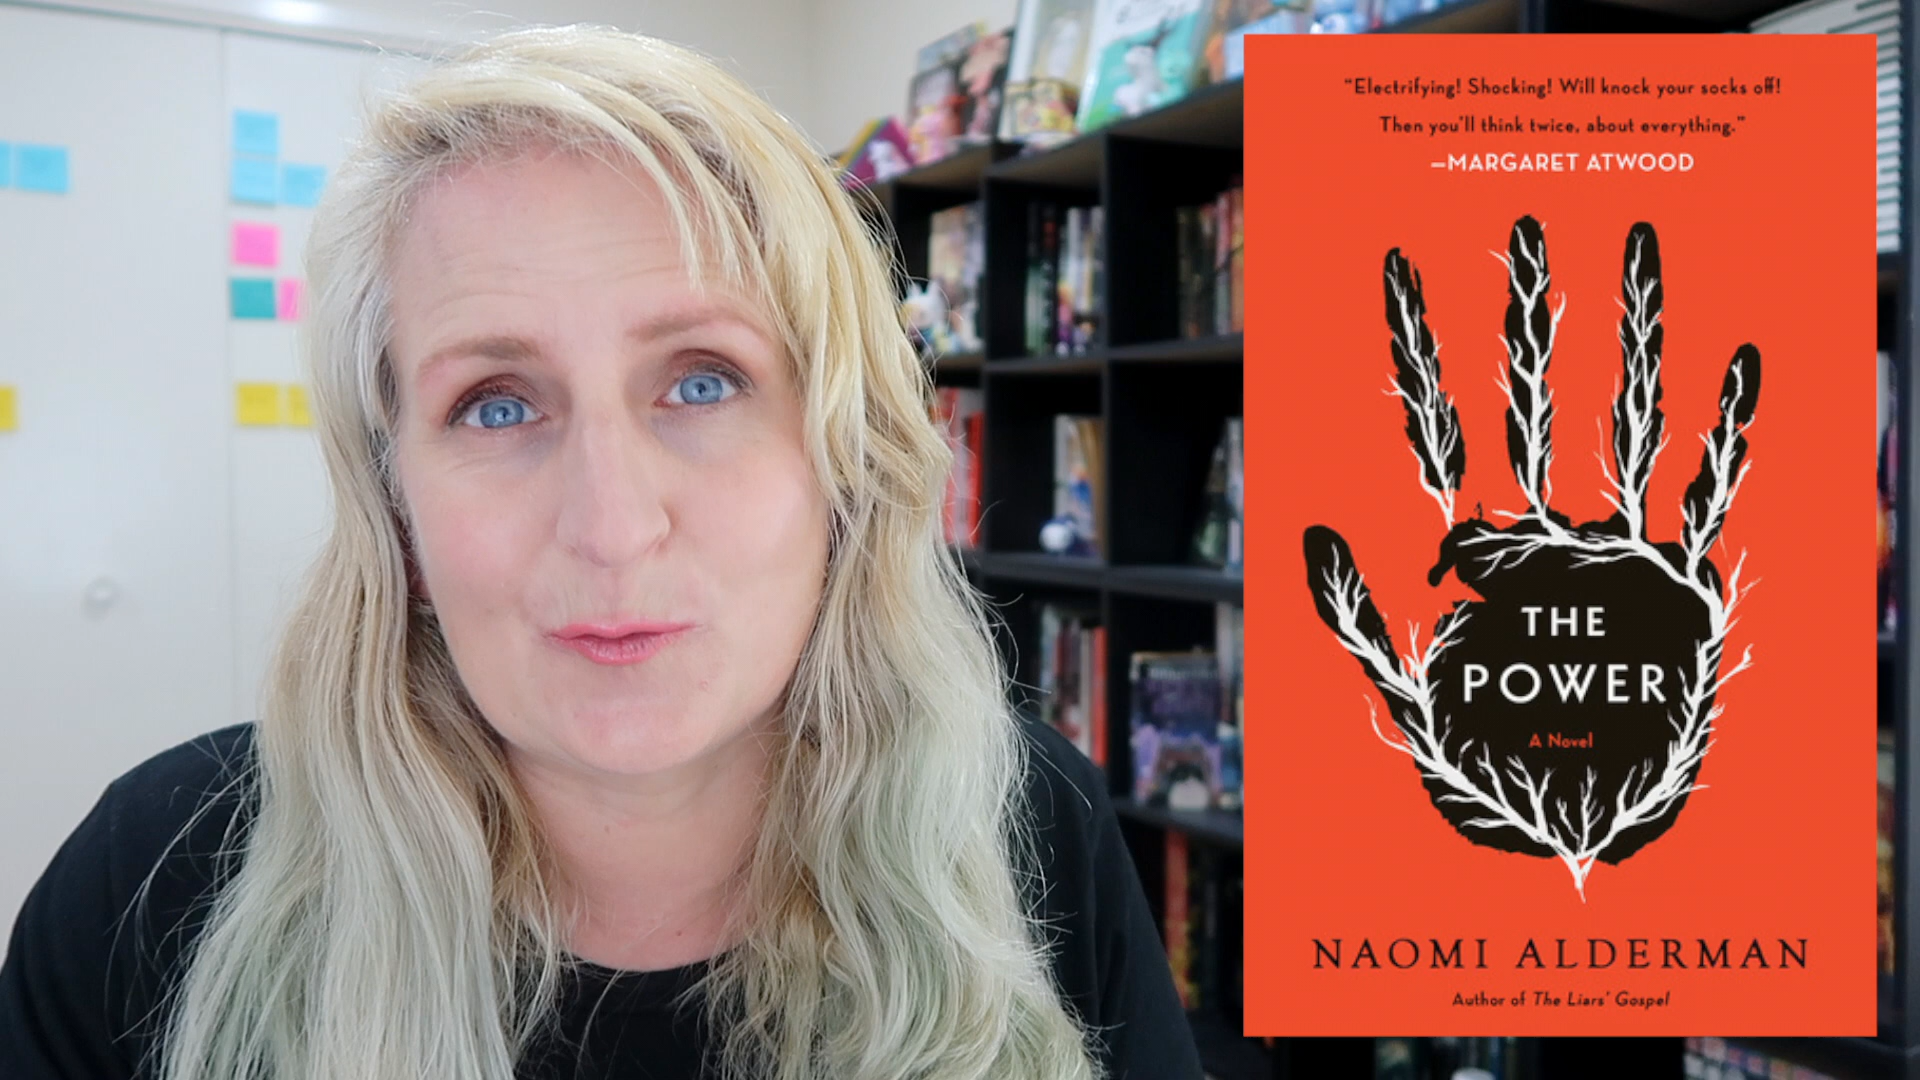 “Electrifying! Shocking! Will knock your socks off!
Then you’ll think twice, about everything.”
—MARGARET ATWOOD
THE
POWER
A Novel
NAOMI ALDERMAN
Author of The Liars’ Gospel